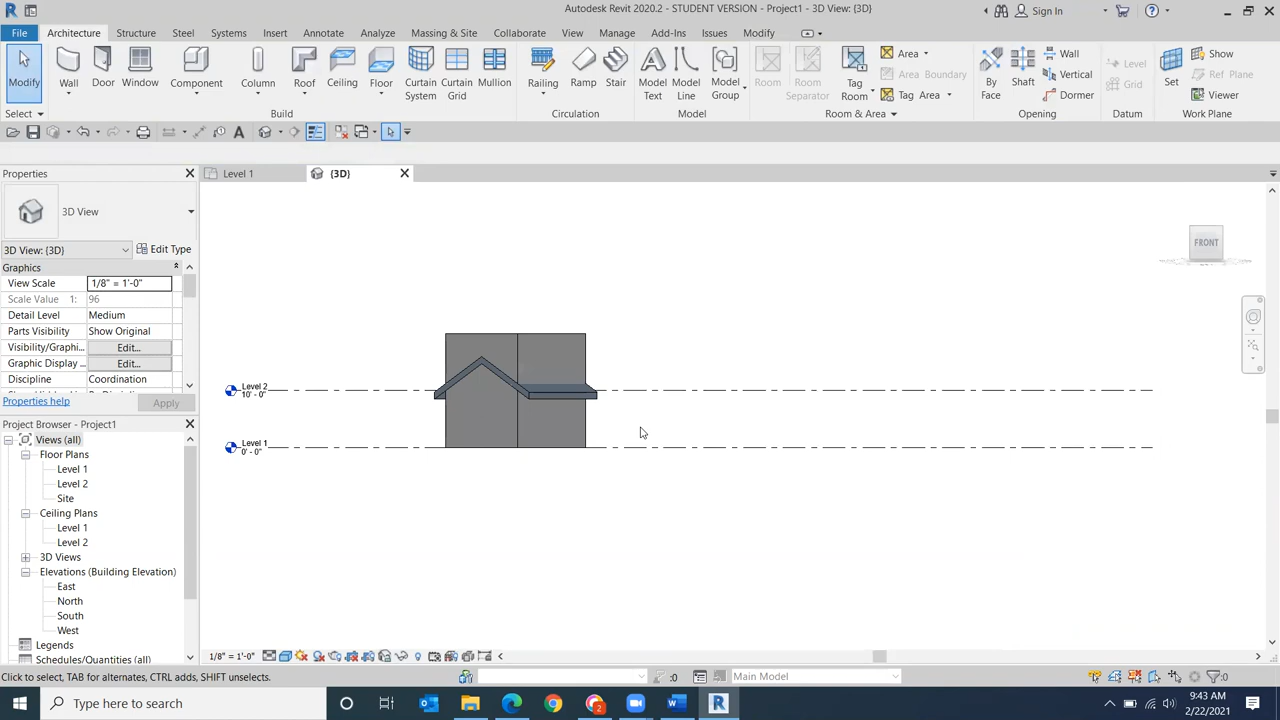 Autodesk Revit 2020.2 - STUDENT VERSION - Project1 - 3D View: {3D}
Sign In
File Architecture Structure Steel Systems Insert Annotate Analyze Massing & Site Collaborate View Manage Add-Ins Issues Modify
Modify Wall Door Window Component Column Roof Ceiling Floor Curtain System Curtain Grid Mullion Railing Ramp Stair Model Text Model Line Model Group Room Room Separator Tag Room Area Area Boundary Tag Area By Face Shaft Wall Vertical Dormer Level Grid Set Show Ref Plane Viewer
Select Build Circulation Model Room & Area Opening Datum Work Plane
Properties
Level 1 {3D}
3D View
3D View: {3D} Edit Type
Graphics
View Scale 1/8" = 1'-0"
Scale Value 1: 96
Detail Level Medium
Parts Visibility Show Original
Visibility/Graphi... Edit...
Graphic Display ... Edit...
Discipline Coordination
Properties help Apply
FRONT
Level 2
10' - 0"
Level 1
0' - 0"
Project Browser - Project1
Views (all)
Floor Plans
Level 1
Level 2
Site
Ceiling Plans
Level 1
Level 2
3D Views
Elevations (Building Elevation)
East
North
South
West
Legends
Schedules/Quantities (all)
1/8" = 1'-0"
Click to select, TAB for alternates, CTRL adds, SHIFT unselects.
:0
Main Model
:0
Type here to search
2
9:43 AM
2/22/2021